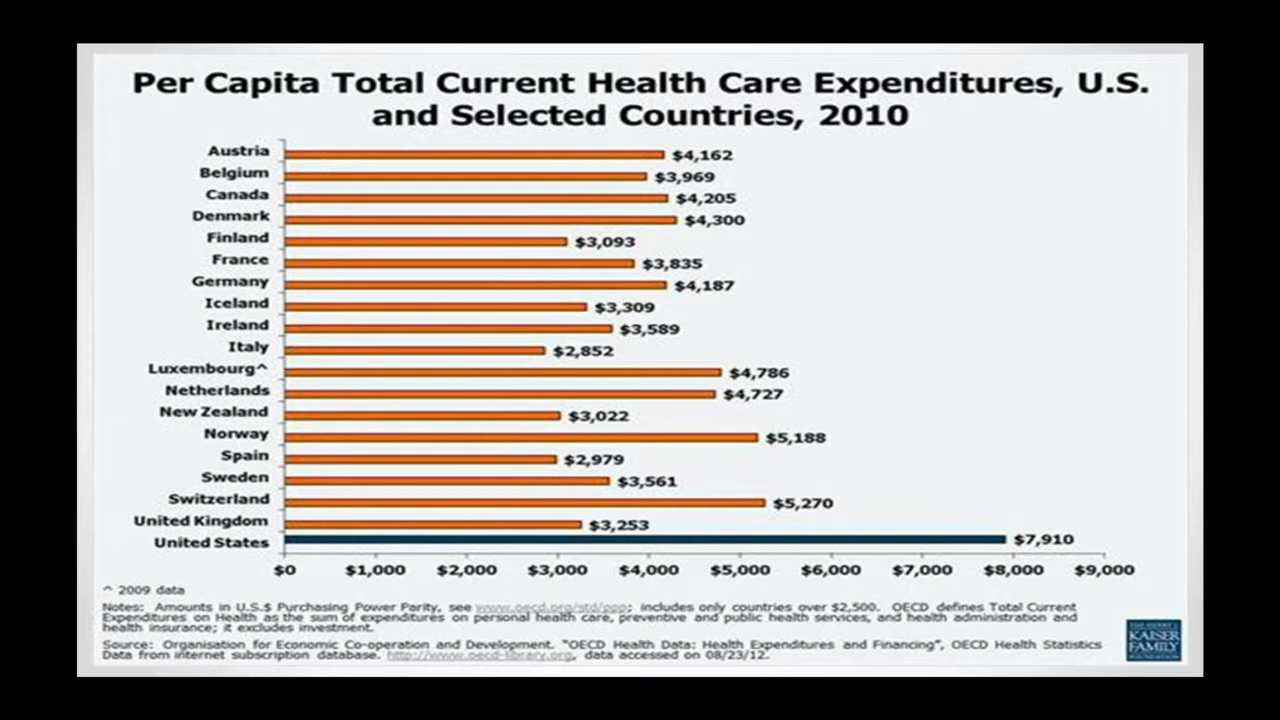 Per Capita Total Current Health Care Expenditures, U.S.
and Selected Countries, 2010
Austria $4,162
Belgium $3,969
Canada $4,205
Denmark $4,300
Finland $3,093
France $3,835
Germany $4,187
Iceland $3,309
Ireland $3,589
Italy $2,852
Luxembourg^ $4,786
Netherlands $4,727
New Zealand $3,022
Norway $5,188
Spain $2,979
Sweden $3,561
Switzerland $5,270
United Kingdom $3,253
United States $7,910
$0 $1,000 $2,000 $3,000 $4,000 $5,000 $6,000 $7,000 $8,000 $9,000
^ 2009 data
Notes: Amounts in U.S.$ Purchasing Power Parity, see www.oecd.org/std/ppp; includes only countries over $2,500. OECD defines Total Current
Expenditures on Health as the sum of expenditures on personal health care, preventive and public health services, and health administration and
health insurance; it excludes investment.
Source: Organisation for Economic Co-operation and Development. "OECD Health Data: Health Expenditures and Financing", OECD Health Statistics
Data from internet subscription database. http://www.oecd-library.org, data accessed on 08/23/12.
THE HENRY J.
KAISER
FAMILY
FOUNDATION